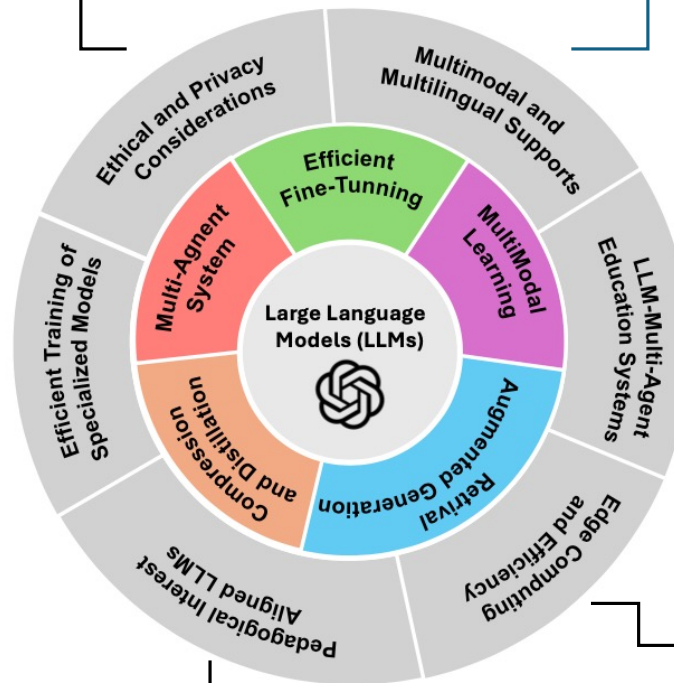 Ethical and Privacy
Considerations
Multimodal and
Multilingual Supports
LLM-Multi-Agent
Education Systems
Edge Computing
and Efficiency
Pedagogical Interest
Aligned LLMs
Efficient Training of
Specialized Models
Efficient
Fine-Tunning
MultiModal
Learning
Retrival
Augmented Generation
Compression
and Distillation
Multi-Agnent
System
Large Language
Models (LLMs)